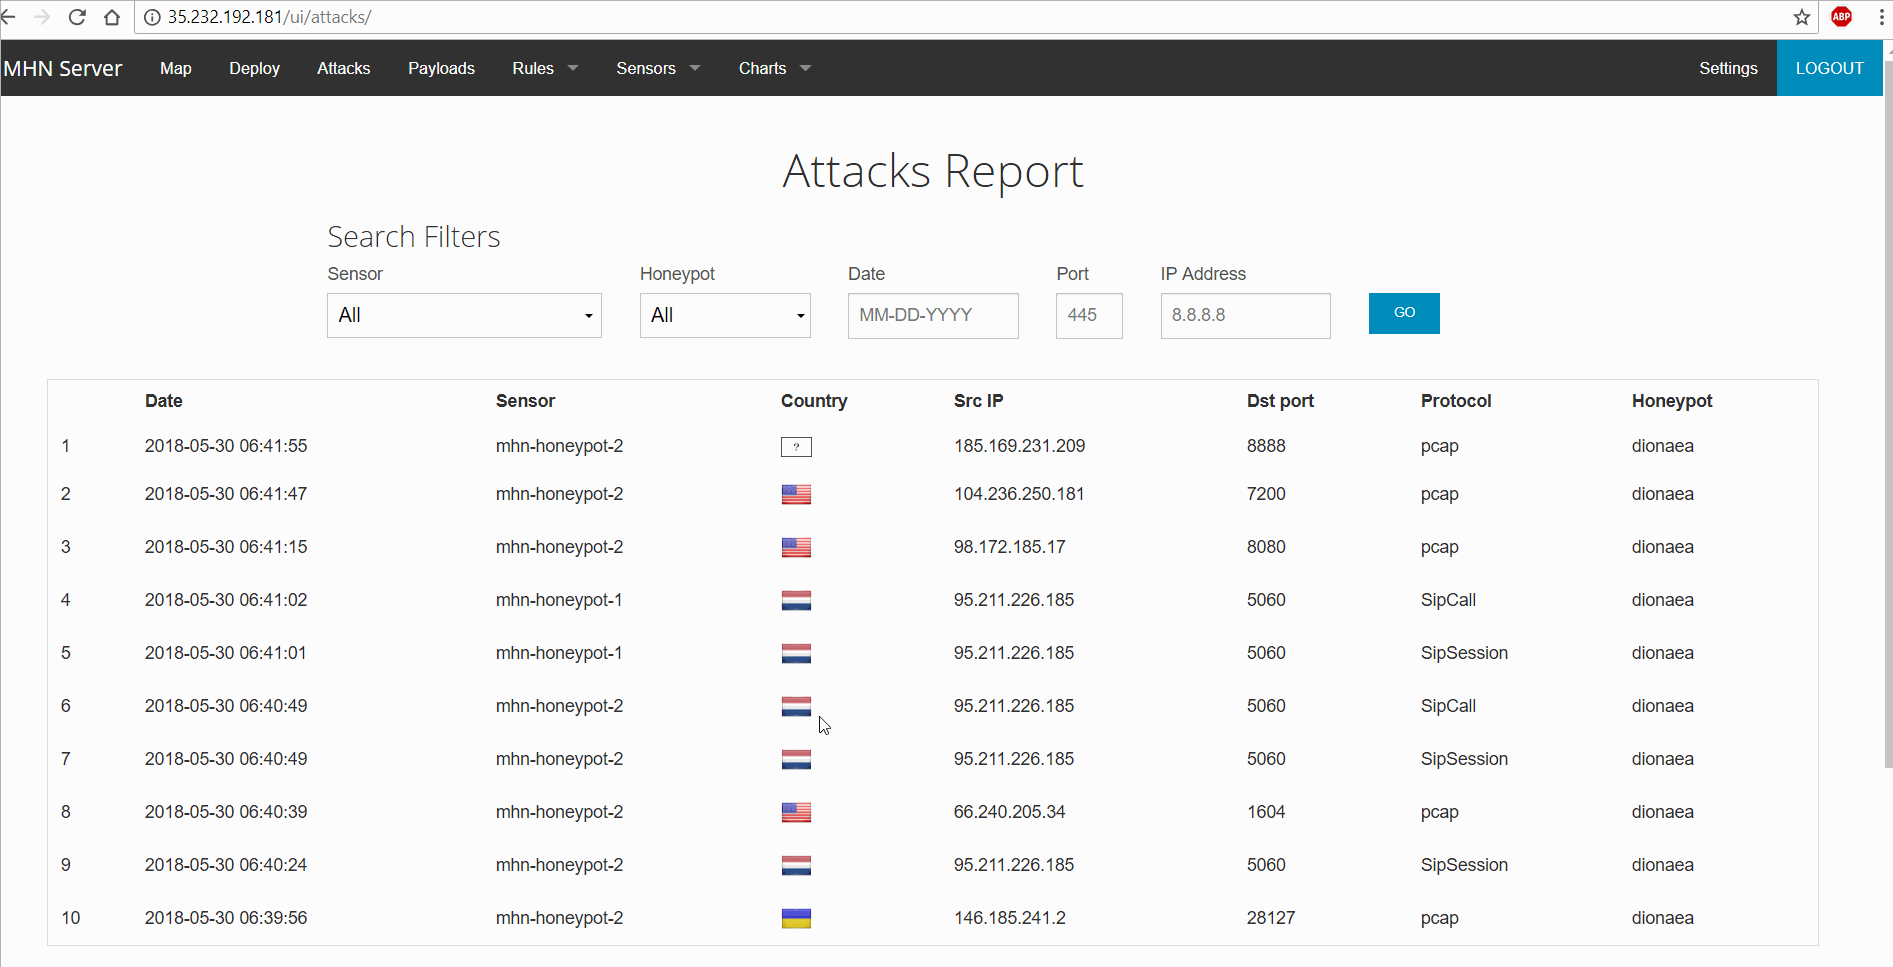 35.232.192.181/ui/attacks/
ABP
MHN Server Map Deploy Attacks Payloads Rules Sensors Charts Settings LOGOUT
Attacks Report
Search Filters
Sensor Honeypot Date Port IP Address
All All MM-DD-YYYY 445 8.8.8.8 GO
Date Sensor Country Src IP Dst port Protocol Honeypot
1 2018-05-30 06:41:55 mhn-honeypot-2 ? 185.169.231.209 8888 pcap dionaea
2 2018-05-30 06:41:47 mhn-honeypot-2 104.236.250.181 7200 pcap dionaea
3 2018-05-30 06:41:15 mhn-honeypot-2 98.172.185.17 8080 pcap dionaea
4 2018-05-30 06:41:02 mhn-honeypot-1 95.211.226.185 5060 SipCall dionaea
5 2018-05-30 06:41:01 mhn-honeypot-1 95.211.226.185 5060 SipSession dionaea
6 2018-05-30 06:40:49 mhn-honeypot-2 95.211.226.185 5060 SipCall dionaea
7 2018-05-30 06:40:49 mhn-honeypot-2 95.211.226.185 5060 SipSession dionaea
8 2018-05-30 06:40:39 mhn-honeypot-2 66.240.205.34 1604 pcap dionaea
9 2018-05-30 06:40:24 mhn-honeypot-2 95.211.226.185 5060 SipSession dionaea
10 2018-05-30 06:39:56 mhn-honeypot-2 146.185.241.2 28127 pcap dionaea